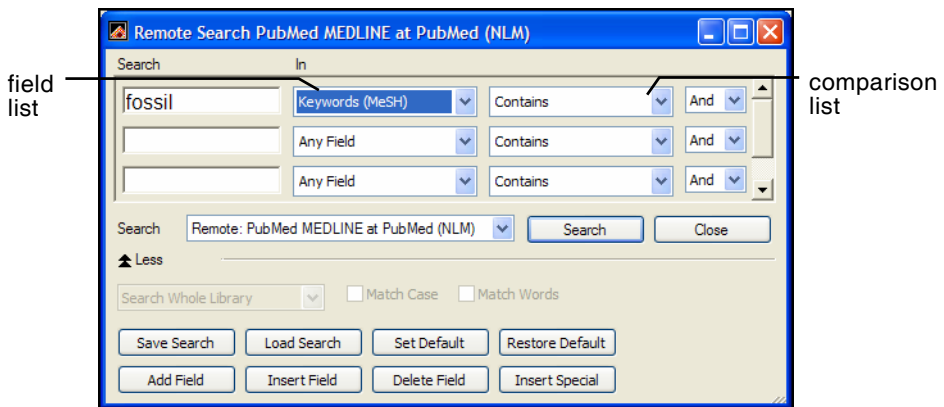 Remote Search PubMed MEDLINE at PubMed (NLM)
Search In
field list
fossil Keywords (MeSH) Contains And
comparison list
Any Field Contains And
Any Field Contains And
Search Remote: PubMed MEDLINE at PubMed (NLM) Search Close
Less
Search Whole Library Match Case Match Words
Save Search Load Search Set Default Restore Default
Add Field Insert Field Delete Field Insert Special